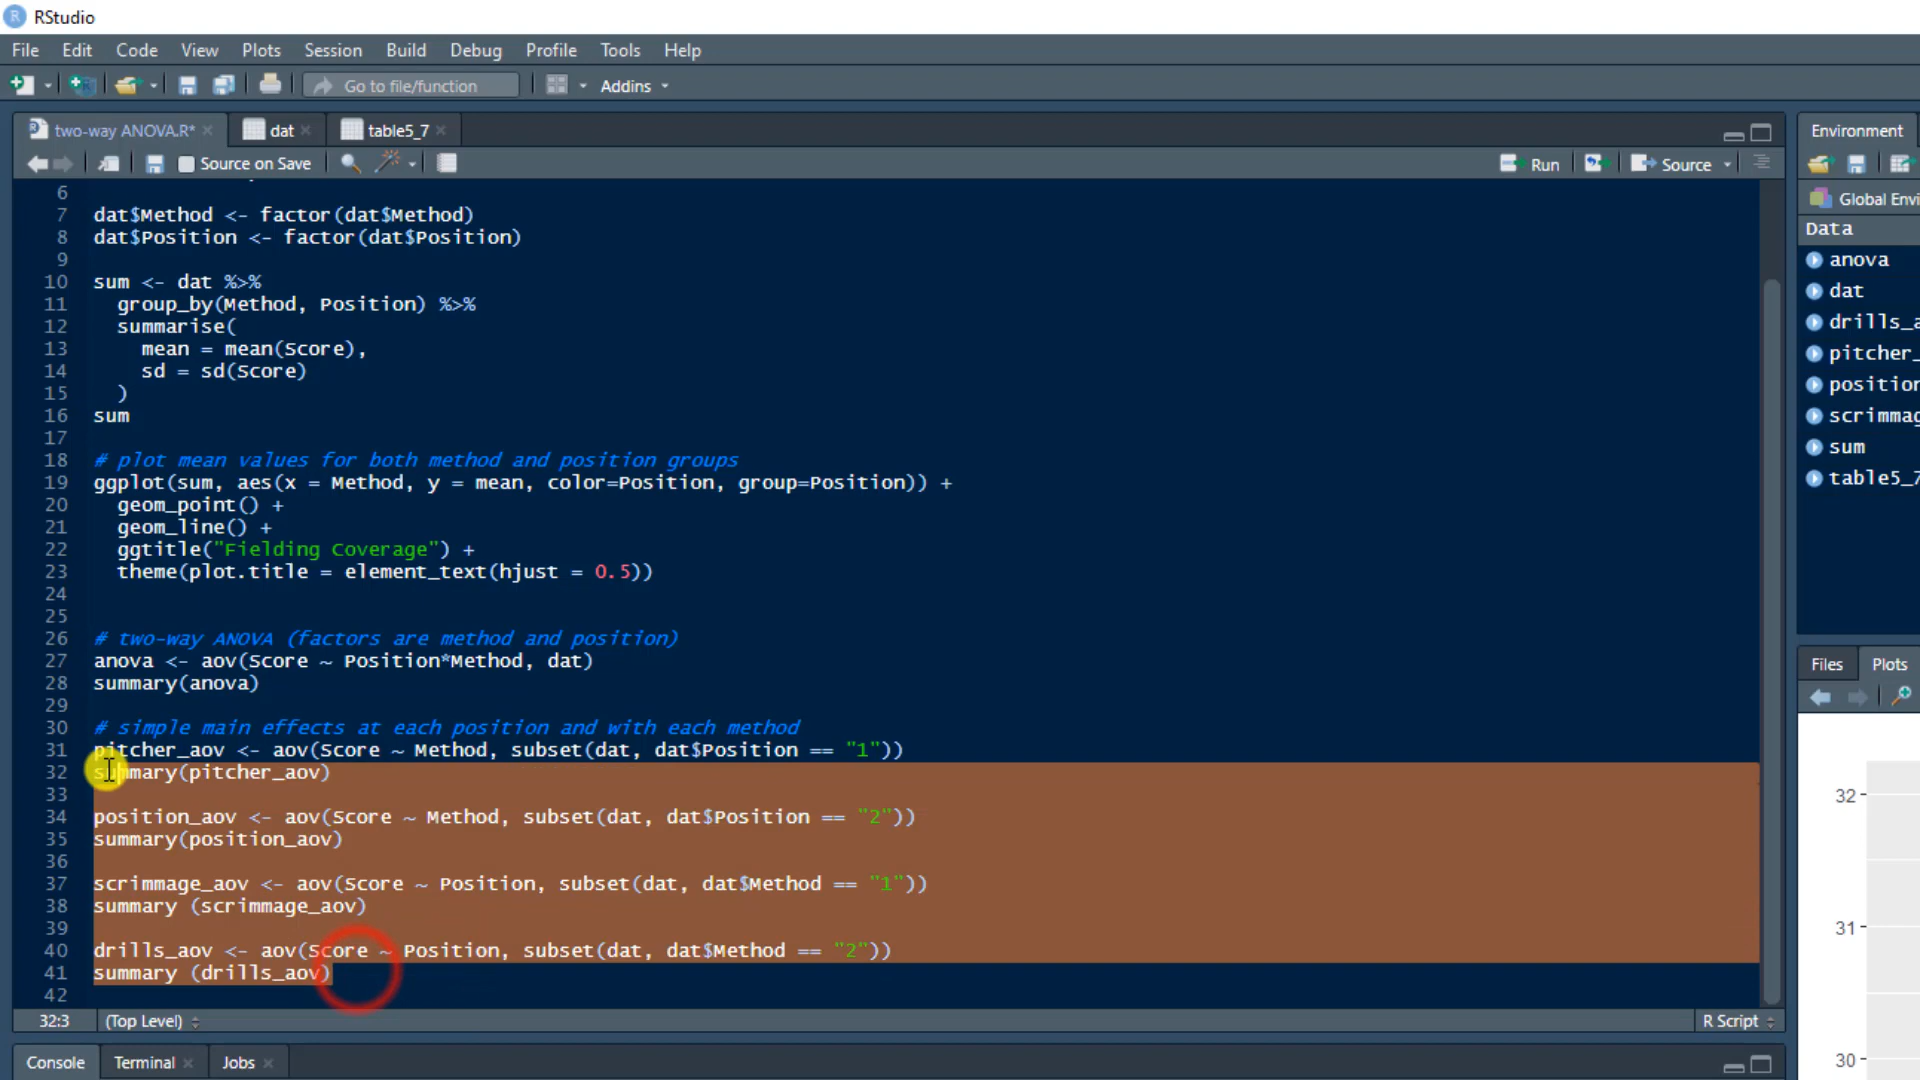 RStudio
File Edit Code View Plots Session Build Debug Profile Tools Help
Go to file/function Addins
two-way ANOVA.R* dat table5_7
Source on Save Run Source
6
7 dat$Method <- factor(dat$Method)
8 dat$Position <- factor(dat$Position)
9
10 sum <- dat %>%
11 group_by(Method, Position) %>%
12 summarise(
13 mean = mean(Score),
14 sd = sd(Score)
15 )
16 sum
17
18 # plot mean values for both method and position groups
19 ggplot(sum, aes(x = Method, y = mean, color=Position, group=Position)) +
20 geom_point() +
21 geom_line() +
22 ggtitle("Fielding Coverage") +
23 theme(plot.title = element_text(hjust = 0.5))
24
25
26 # two-way ANOVA (factors are method and position)
27 anova <- aov(Score ~ Position*Method, dat)
28 summary(anova)
29
30 # simple main effects at each position and with each method
31 pitcher_aov <- aov(Score ~ Method, subset(dat, dat$Position == "1"))
32 summary(pitcher_aov)
33
34 position_aov <- aov(Score ~ Method, subset(dat, dat$Position == "2"))
35 summary(position_aov)
36
37 scrimmage_aov <- aov(Score ~ Position, subset(dat, dat$Method == "1"))
38 summary (scrimmage_aov)
39
40 drills_aov <- aov(Score ~ Position, subset(dat, dat$Method == "2"))
41 summary (drills_aov)
42
32:3 (Top Level) R Script
Console Terminal Jobs
Environment
Global Envi
Data
anova
dat
drills_a
pitcher_
position
scrimmag
sum
table5_7
Files Plots
32
31
30